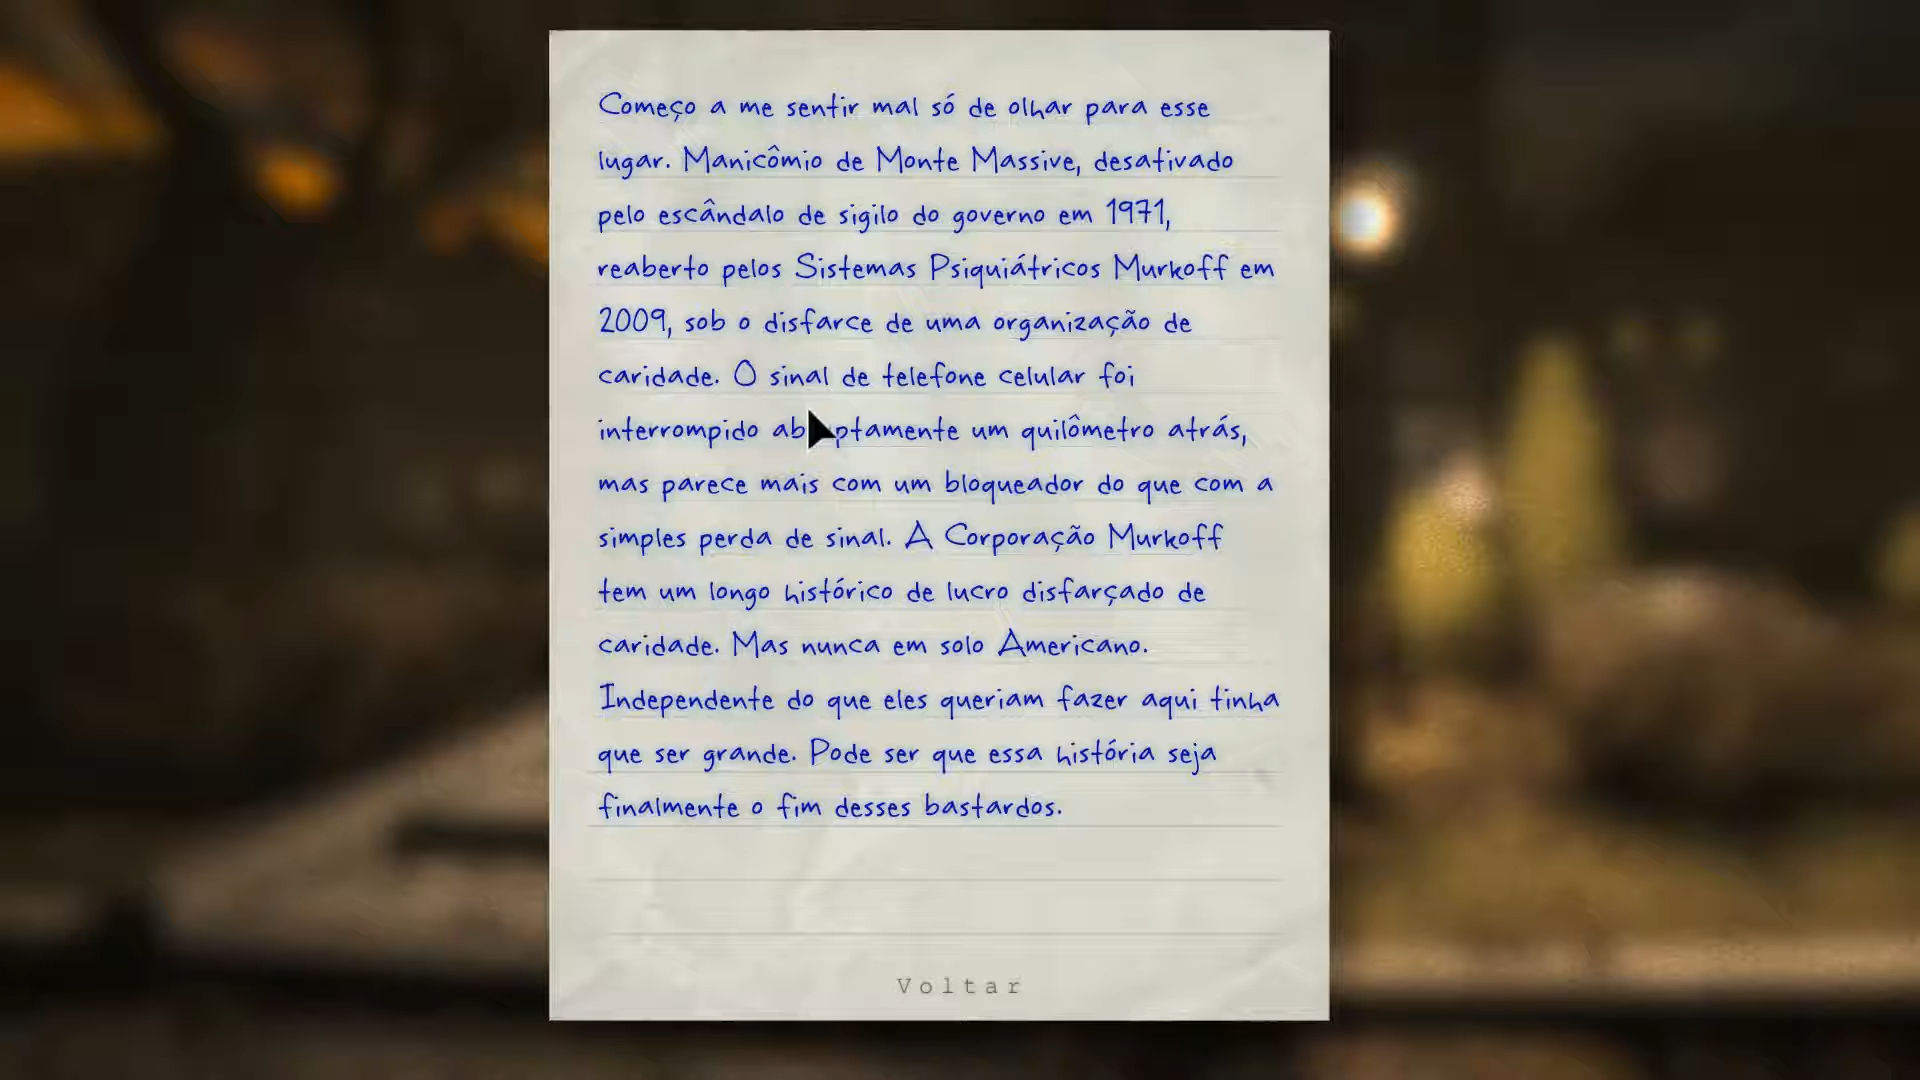 Começo a me sentir mal só de olhar para esse
lugar. Manicômio de Monte Massive, desativado
pelo escândalo de sigilo do governo em 1971,
reaberto pelos Sistemas Psiquiátricos Murkoff em
2009, sob o disfarce de uma organização de
caridade. O sinal de telefone celular foi
interrompido um quilômetro atrás,
mas parece mais com um bloqueador do que com a
simples perda de sinal. A Corporação Murkoff
tem um longo histórico de lucro disfarçado de
caridade. Mas nunca em solo Americano.
Independente do que eles queriam fazer aqui tinha
que ser grande. Pode ser que essa história seja
finalmente o fim desses bastardos.
Voltar